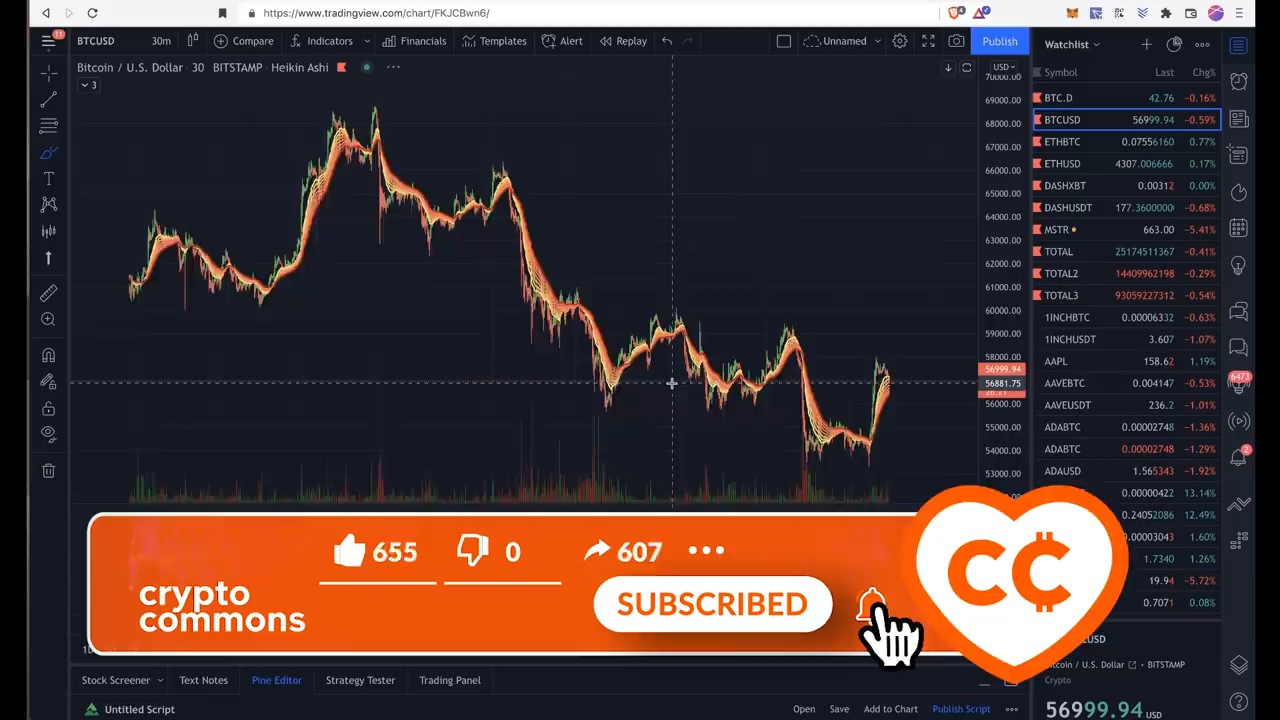 https://www.tradingview.com/chart/FKJCBwn6/
BTCUSD 30m Compare Indicators Financials Templates Alert Replay Unnamed Publish
11
Bitcoin / U.S. Dollar 30 BITSTAMP Heikin Ashi
3
USD
70000.00
69000.00
68000.00
67000.00
66000.00
65000.00
64000.00
63000.00
62000.00
61000.00
60000.00
59000.00
58000.00
56999.94
56881.75
56000.00
55000.00
54000.00
53000.00
Watchlist
Symbol Last Chg%
BTC.D 42.76 −0.16%
BTCUSD 56999.94 −0.59%
ETHBTC 0.07556160 0.77%
ETHUSD 4307.006666 0.17%
DASHXBT 0.00312 0.00%
DASHUSDT 177.3600000 −0.68%
MSTR 663.00 −5.41%
TOTAL 25174511367 −0.41%
TOTAL2 14409962198 −0.29%
TOTAL3 93059227312 −0.54%
1INCHBTC 0.00006332 −0.63%
1INCHUSDT 3.607 −1.07%
AAPL 158.62 1.19%
AAVEBTC 0.004125 −0.53%
AAVEUSDT 236.2 −1.01%
ADABTC 0.00002748 −1.36%
ADABTC 0.00002748 −1.29%
ADAUSD 1.565343 −1.92%
0.00000422 13.14%
0.24052086 12.49%
1.60%
1.7730 1.26%
19.94 −5.72%
0.7071 0.08%
6473
2
655 0 607
crypto
commons
SUBSCRIBED
CC
Bitcoin / U.S. Dollar BITSTAMP
Crypto
56999.94 USD
Stock Screener Text Notes Pine Editor Strategy Tester Trading Panel
Untitled Script Open Save Add to Chart Publish Script